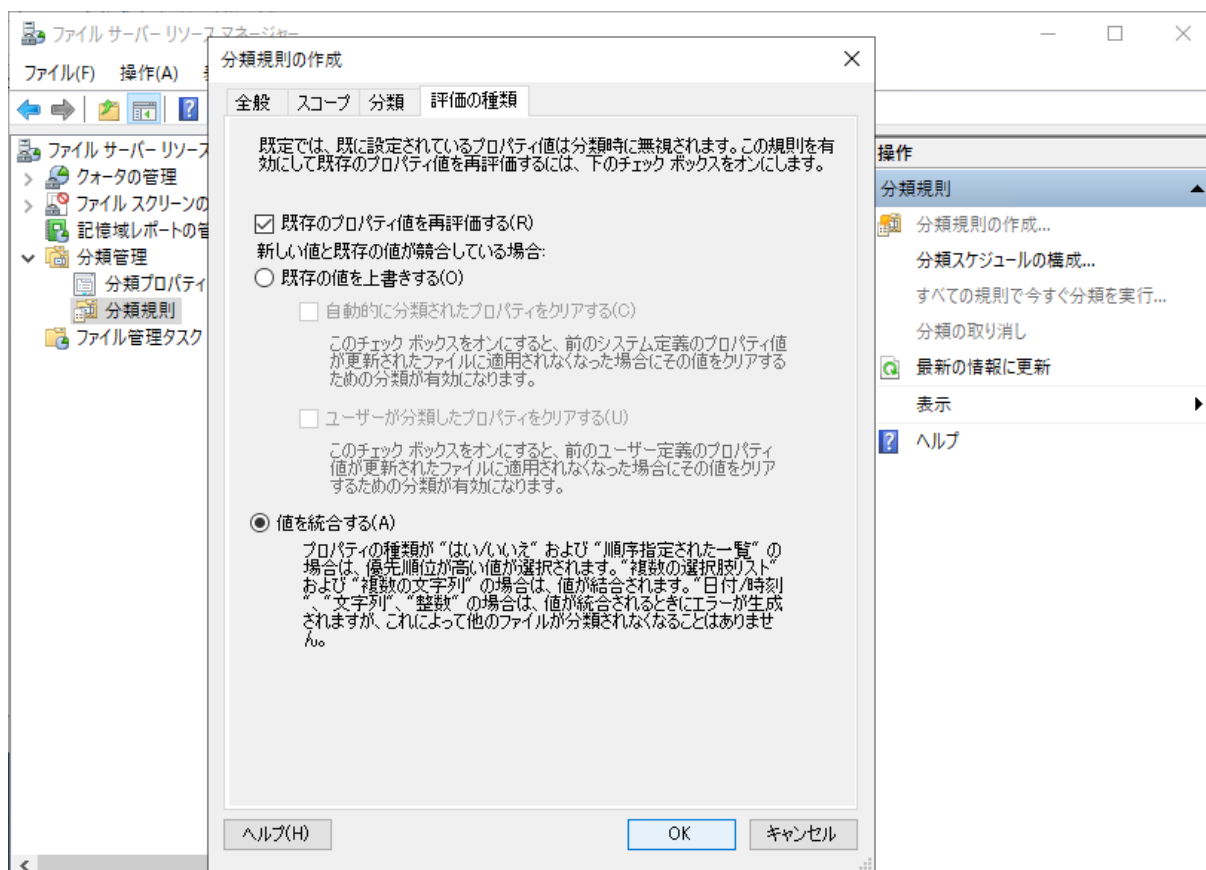 ファイル サーバー リソース マネージャー
ファイル(F) 操作(A)
分類規則の作成
全般 スコープ 分類 評価の種類
既定では、既に設定されているプロパティ値は分類時に無視されます。この規則を有
効にして既存のプロパティ値を再評価するには、下のチェック ボックスをオンにします。
既存のプロパティ値を再評価する(R)
新しい値と既存の値が競合している場合:
既存の値を上書きする(O)
自動的に分類されたプロパティをクリアする(C)
このチェック ボックスをオンにすると、前のシステム定義のプロパティ値
が更新されたファイルに適用されなくなった場合にその値をクリアする
ための分類が有効になります。
ユーザーが分類したプロパティをクリアする(U)
このチェック ボックスをオンにすると、前のユーザー定義のプロパティ
値が更新されたファイルに適用されなくなった場合にその値をクリア
するための分類が有効になります。
値を統合する(A)
プロパティの種類が "はい/いいえ" および "順序指定された一覧" の
場合は、優先順位が高い値が選択されます。"複数の選択肢リスト"
および "複数の文字列" の場合は、値が結合されます。"日付/時刻
"、"文字列"、"整数" の場合は、値が統合されるときにエラーが生成
されますが、これによって他のファイルが分類されなくなることはありませ
ん。
ヘルプ(H) OK キャンセル
ファイル サーバー リソース
クォータの管理
ファイル スクリーンの
記憶域レポートの管
分類管理
分類プロパティ
分類規則
ファイル管理タスク
操作
分類規則
分類規則の作成...
分類スケジュールの構成...
すべての規則で今すぐ分類を実行...
分類の取り消し
最新の情報に更新
表示
ヘルプ